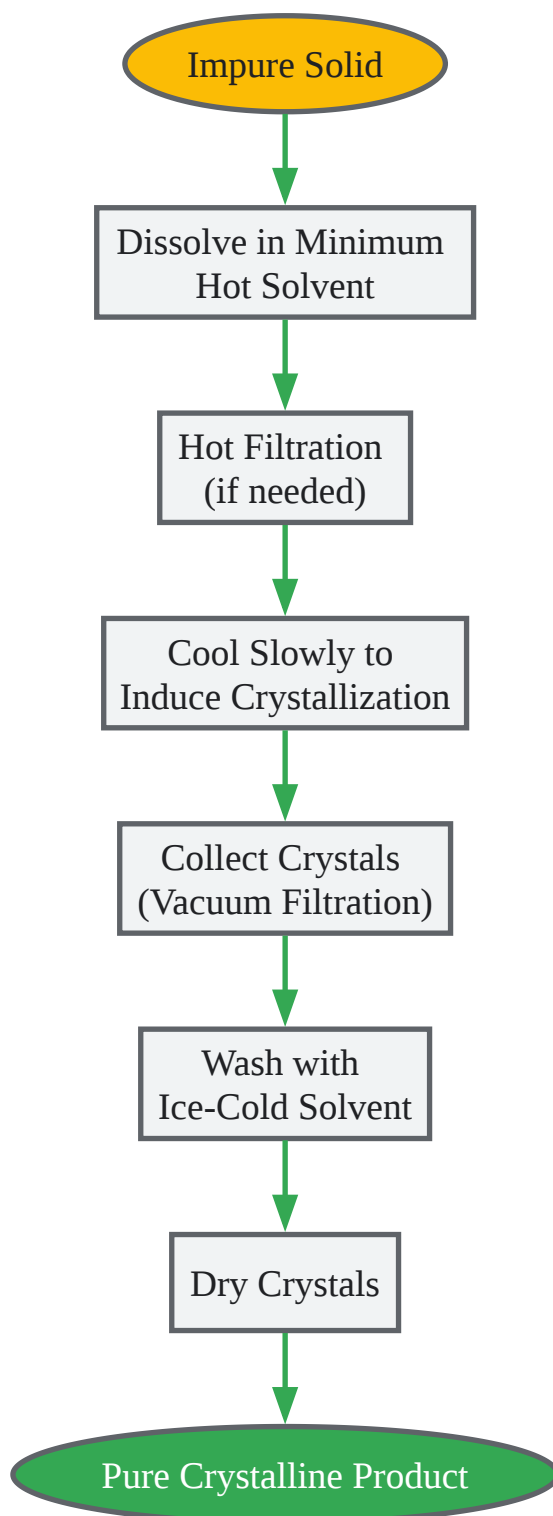 Impure Solid
Dissolve in Minimum
Hot Solvent
Hot Filtration
(if needed)
Cool Slowly to
Induce Crystallization
Collect Crystals
(Vacuum Filtration)
Wash with
Ice-Cold Solvent
Dry Crystals
Pure Crystalline Product